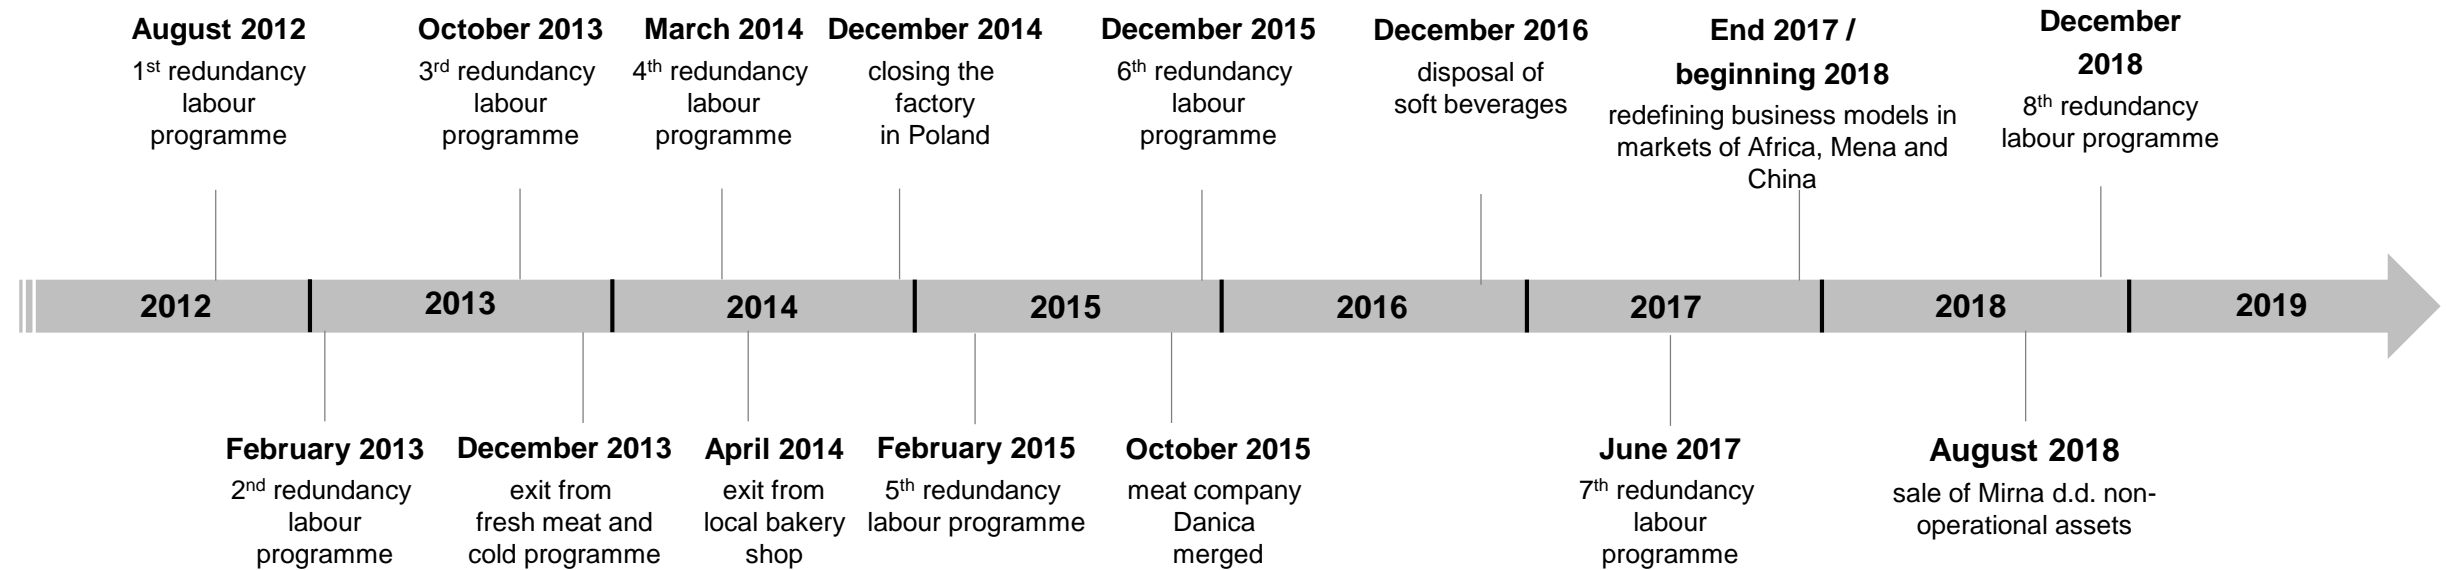 August 2012
1st redundancy
labour
programme
October 2013
3rd redundancy
labour
programme
March 2014
4th redundancy
labour
programme
December 2014
closing the
factory
in Poland
December 2015
6th redundancy
labour
programme
December 2016
disposal of
soft beverages
End 2017 /
beginning 2018
redefining business models in
markets of Africa, Mena and
China
December
2018
8th redundancy
labour programme
2012
2013
2014
2015
2016
2017
2018
2019
February 2013
2nd redundancy
labour
programme
December 2013
exit from
fresh meat and
cold programme
April 2014
exit from
local bakery
shop
February 2015
5th redundancy
labour programme
October 2015
meat company
Danica
merged
June 2017
7th redundancy
labour
programme
August 2018
sale of Mirna d.d. non-
operational assets